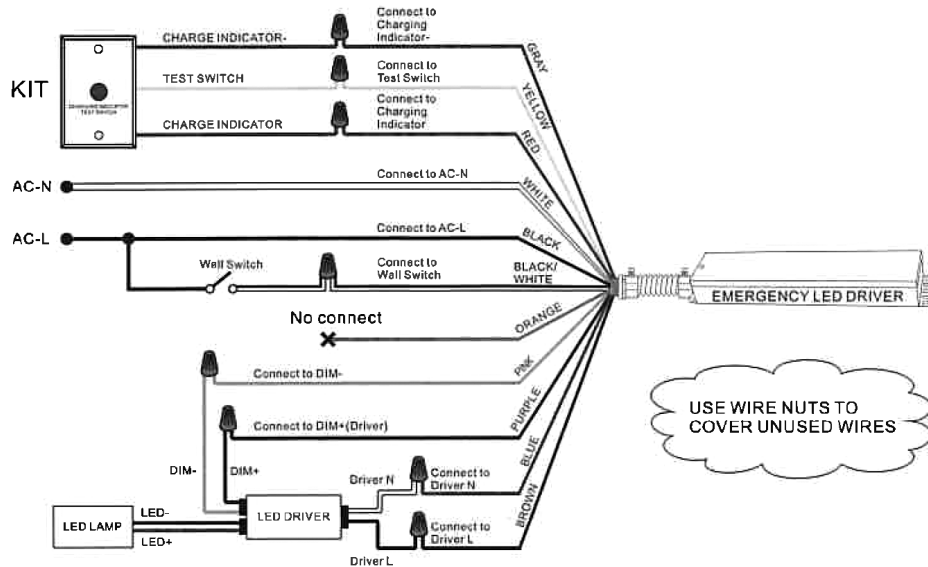 KIT
CHARGING INDICATOR
TEST SWITCH
CHARGE INDICATOR-
Connect to
Charging
Indicator-
GRAY
TEST SWITCH
Connect to
Test Switch
YELLOW
CHARGE INDICATOR
Connect to
Charging
Indicator
RED
AC-N
Connect to AC-N
WHITE
AC-L
Connect to AC-L
BLACK
Wall Switch
Connect to
Wall Switch
BLACK/
WHITE
EMERGENCY LED DRIVER
No connect
ORANGE
Connect to DIM-
PINK
Connect to DIM+(Driver)
PURPLE
USE WIRE NUTS TO
COVER UNUSED WIRES
DIM-
DIM+
Driver N
Connect to
Driver N
BLUE
LED LAMP
LED-
LED+
LED DRIVER
Driver L
Connect to
Driver L
BROWN